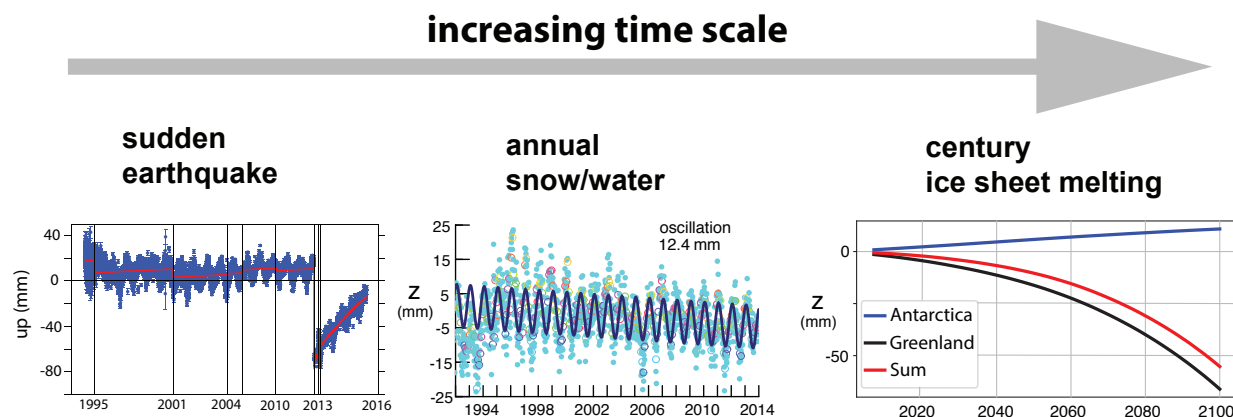 increasing time scale
sudden
earthquake
annual
snow/water
century
ice sheet melting
up (mm)
40
0
-40
-80
1995
2001
2004
2010
2013
2016
z
(mm)
25
15
5
-5
-15
-25
oscillation
12.4 mm
1994
1998
2002
2006
2010
2014
z
(mm)
0
-50
Antarctica
Greenland
Sum
2020
2040
2060
2080
2100